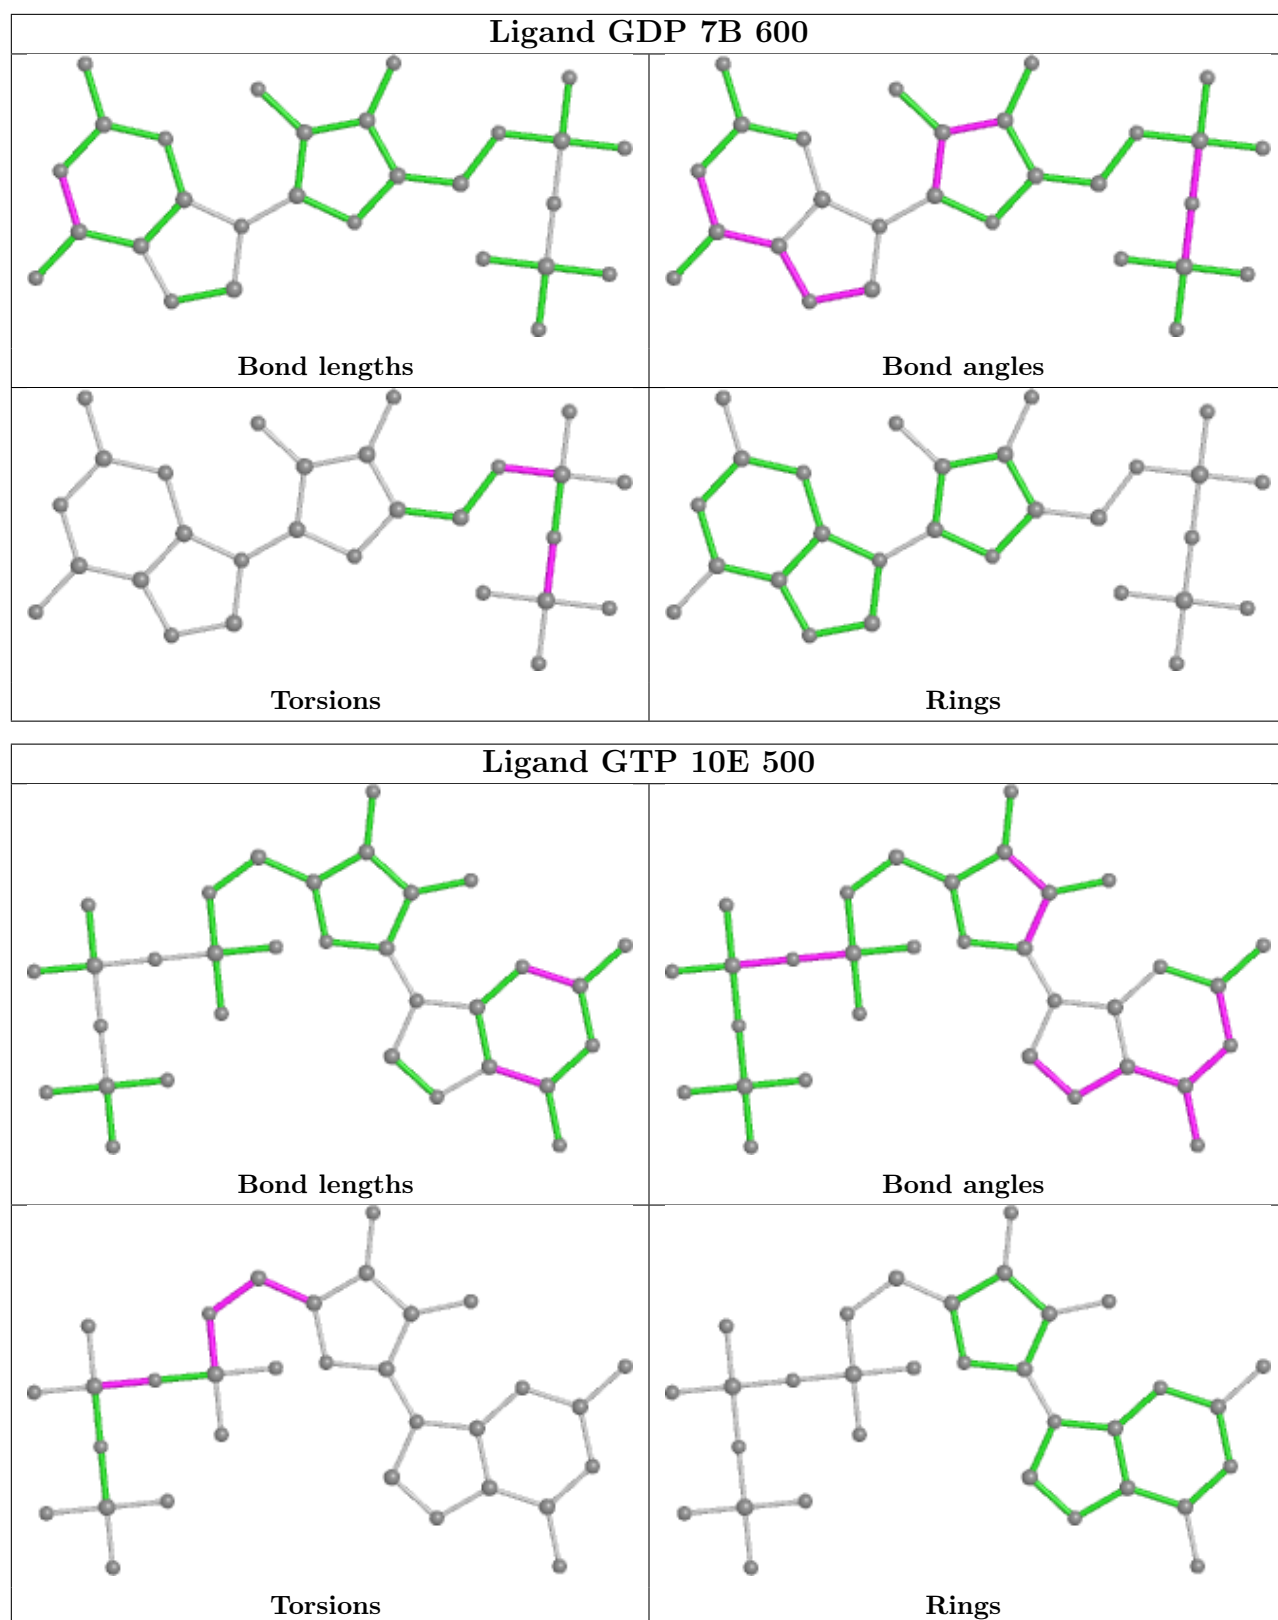 Ligand GDP 7B 600
Bond lengths
Bond angles
Torsions
Rings
Ligand GTP 10E 500
Bond lengths
Bond angles
Torsions
Rings